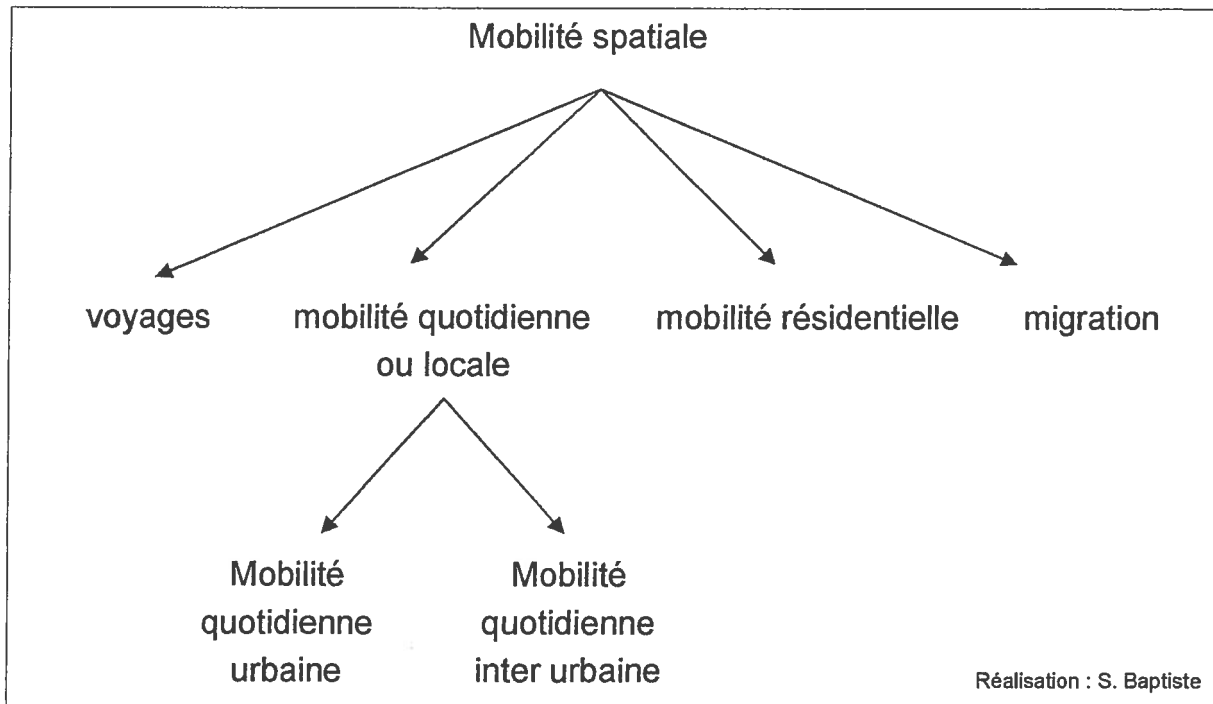 Mobilité spatiale
voyages
mobilité quotidienne
ou locale
mobilité résidentielle
migration
Mobilité
quotidienne
urbaine
Mobilité
quotidienne
inter urbaine
Réalisation : S. Baptiste